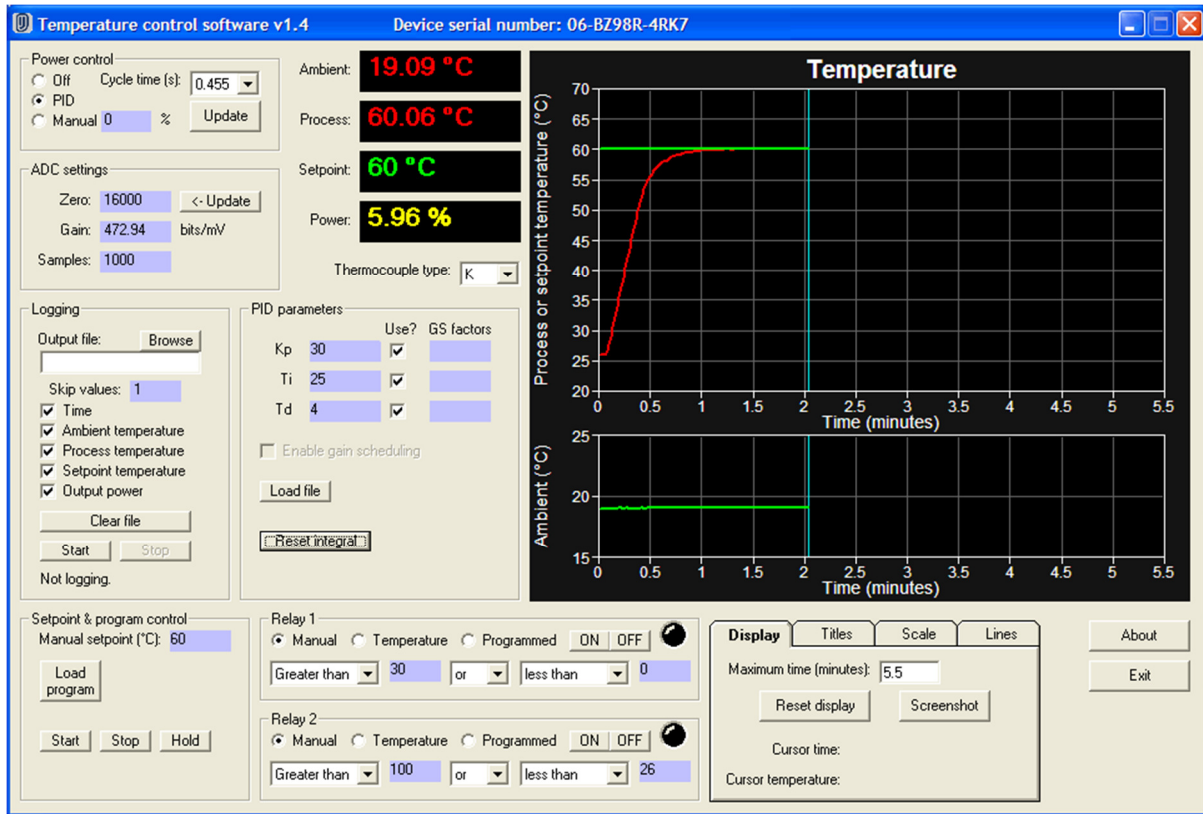 Temperature control software v1.4 Device serial number: 06-BZ98R-4RK7
Power control
Off Cycle time (s): 0.455
PID
Manual 0 % Update
Ambient: 19.09 °C
Process: 60.06 °C
Setpoint: 60 °C
Power: 5.96 %
Thermocouple type: K
ADC settings
Zero: 16000 <- Update
Gain: 472.94 bits/mV
Samples: 1000
Logging
Output file: Browse
Skip values: 1
Time
Ambient temperature
Process temperature
Setpoint temperature
Output power
Clear file
Start Stop
Not logging.
PID parameters
Use? GS factors
Kp 30
Ti 25
Td 4
Enable gain scheduling
Load file
Reset integral
Temperature
Process or setpoint temperature (°C)
70
65
60
55
50
45
40
35
30
25
20
0 0.5 1 1.5 2 2.5 3 3.5 4 4.5 5 5.5
Time (minutes)
Ambient (°C)
25
20
15
0 0.5 1 1.5 2 2.5 3 3.5 4 4.5 5 5.5
Time (minutes)
Setpoint & program control
Manual setpoint (°C): 60
Load
program
Start Stop Hold
Relay 1
Manual Temperature Programmed ON OFF
Greater than 30 or less than 0
Relay 2
Manual Temperature Programmed ON OFF
Greater than 100 or less than 26
Display Titles Scale Lines
Maximum time (minutes): 5.5
Reset display Screenshot
Cursor time:
Cursor temperature:
About
Exit